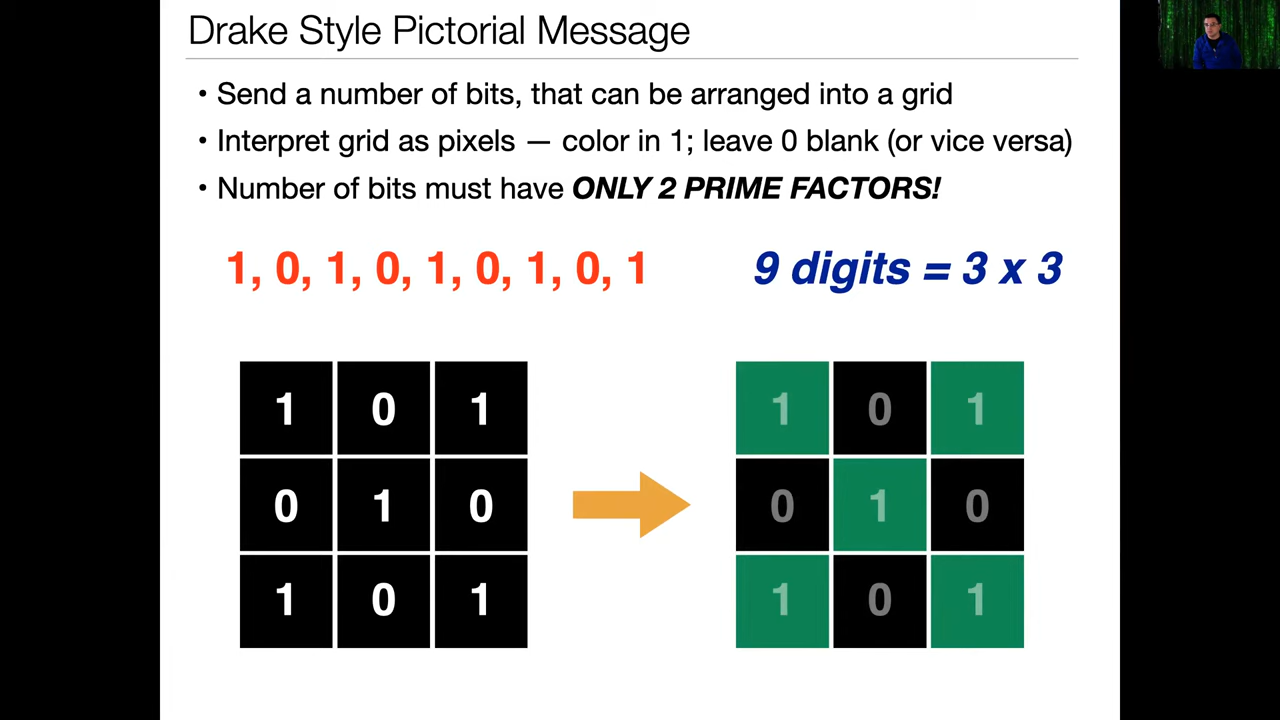 Drake Style Pictorial Message
• Send a number of bits, that can be arranged into a grid
• Interpret grid as pixels — color in 1; leave 0 blank (or vice versa)
• Number of bits must have ONLY 2 PRIME FACTORS!
1, 0, 1, 0, 1, 0, 1, 0, 1
9 digits = 3 x 3
1 0 1
0 1 0
1 0 1
1 0 1
0 1 0
1 0 1